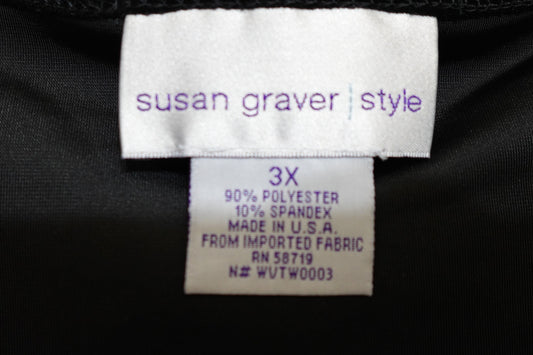 susan graver | style
3X
90% POLYESTER
10% SPANDEX
MADE IN U.S.A.
FROM IMPORTED FABRIC
RN 58719
N# WVTW0003